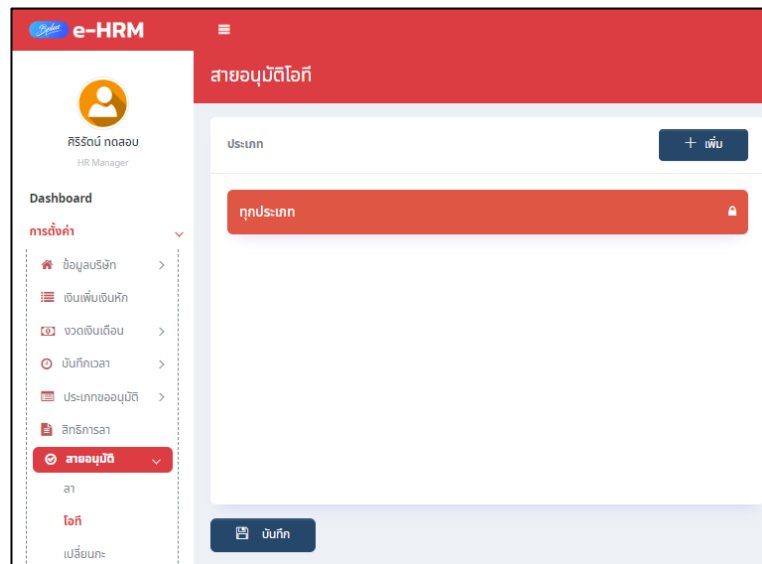 Bplus e-HRM
สายอนุมัติโอที
ศิริรัตน์ ทดสอบ
HR Manager
Dashboard
การตั้งค่า
ข้อมูลบริษัท
เงินเพิ่มเงินหัก
งวดเงินเดือน
บันทึกเวลา
ประเภทขออนุมัติ
สิทธิการลา
สายอนุมัติ
ลา
โอที
เปลี่ยนกะ
ประเภท
+ เพิ่ม
ทุกประเภท
บันทึก